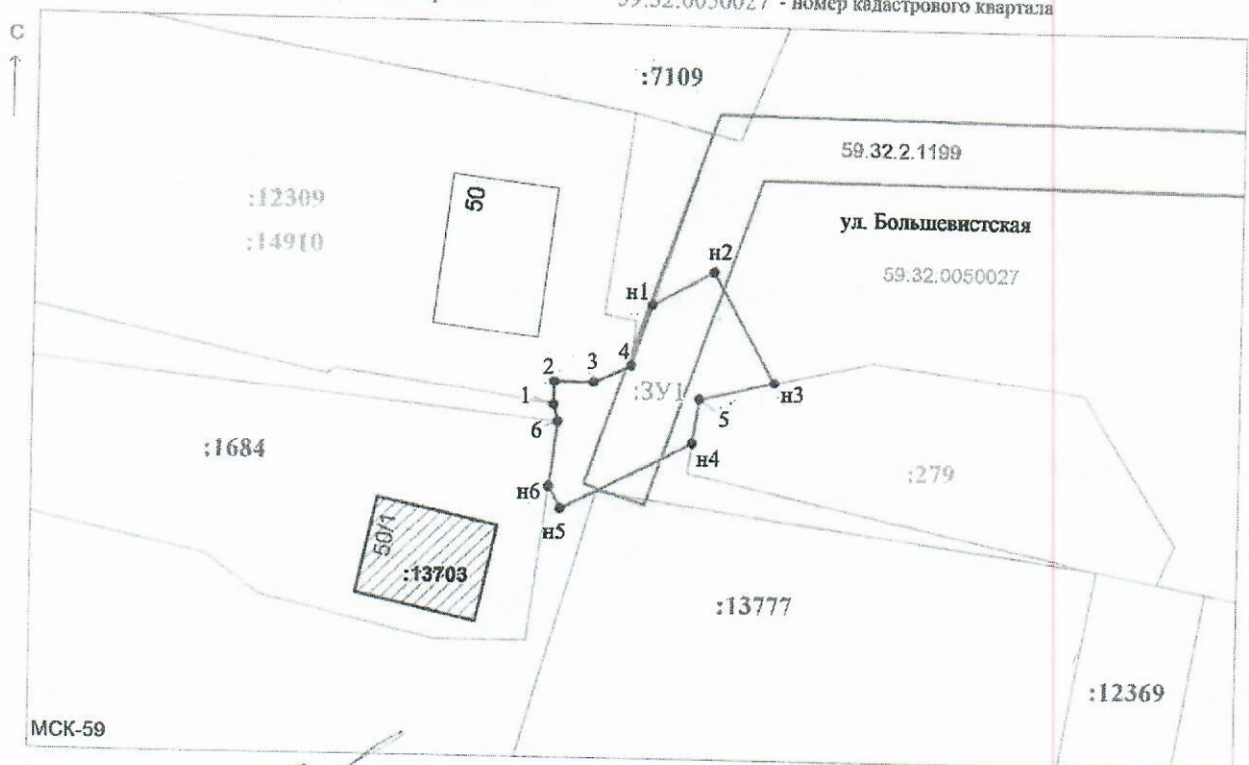 59.32.0050027 - номер кадастрового квартала
С
:7109
59.32.2.1199
50
:12309
:14910
ул. Большевистская
н2
59.32.0050027
н1
4
2
3
:ЗУ1
н3
1
5
6
:1684
н4
:279
н6
н5
50/1
:13703
:13777
:12369
МСК-59